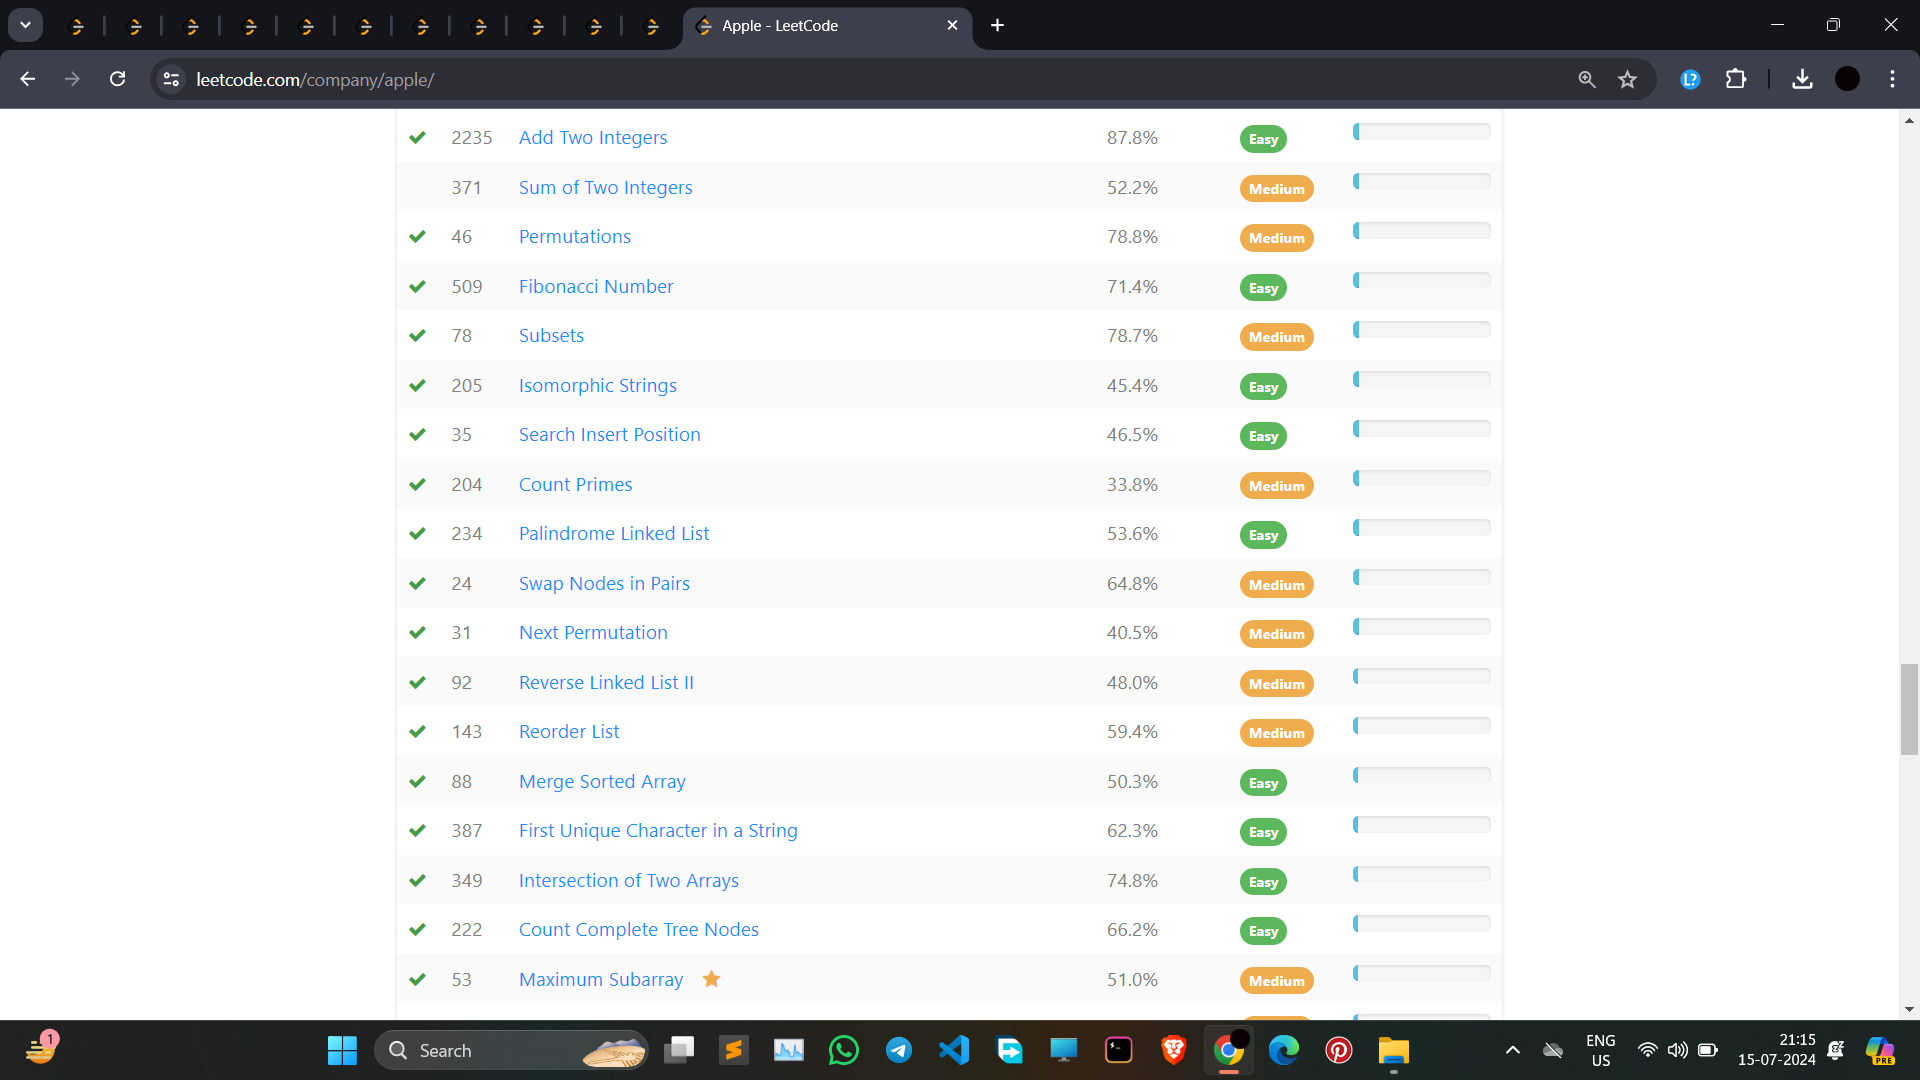 Apple - LeetCode
leetcode.com/company/apple/
2235 Add Two Integers 87.8% Easy
371 Sum of Two Integers 52.2% Medium
46 Permutations 78.8% Medium
509 Fibonacci Number 71.4% Easy
78 Subsets 78.7% Medium
205 Isomorphic Strings 45.4% Easy
35 Search Insert Position 46.5% Easy
204 Count Primes 33.8% Medium
234 Palindrome Linked List 53.6% Easy
24 Swap Nodes in Pairs 64.8% Medium
31 Next Permutation 40.5% Medium
92 Reverse Linked List II 48.0% Medium
143 Reorder List 59.4% Medium
88 Merge Sorted Array 50.3% Easy
387 First Unique Character in a String 62.3% Easy
349 Intersection of Two Arrays 74.8% Easy
222 Count Complete Tree Nodes 66.2% Easy
53 Maximum Subarray 51.0% Medium
1
Search
ENG
US
21:15
15-07-2024
PRE